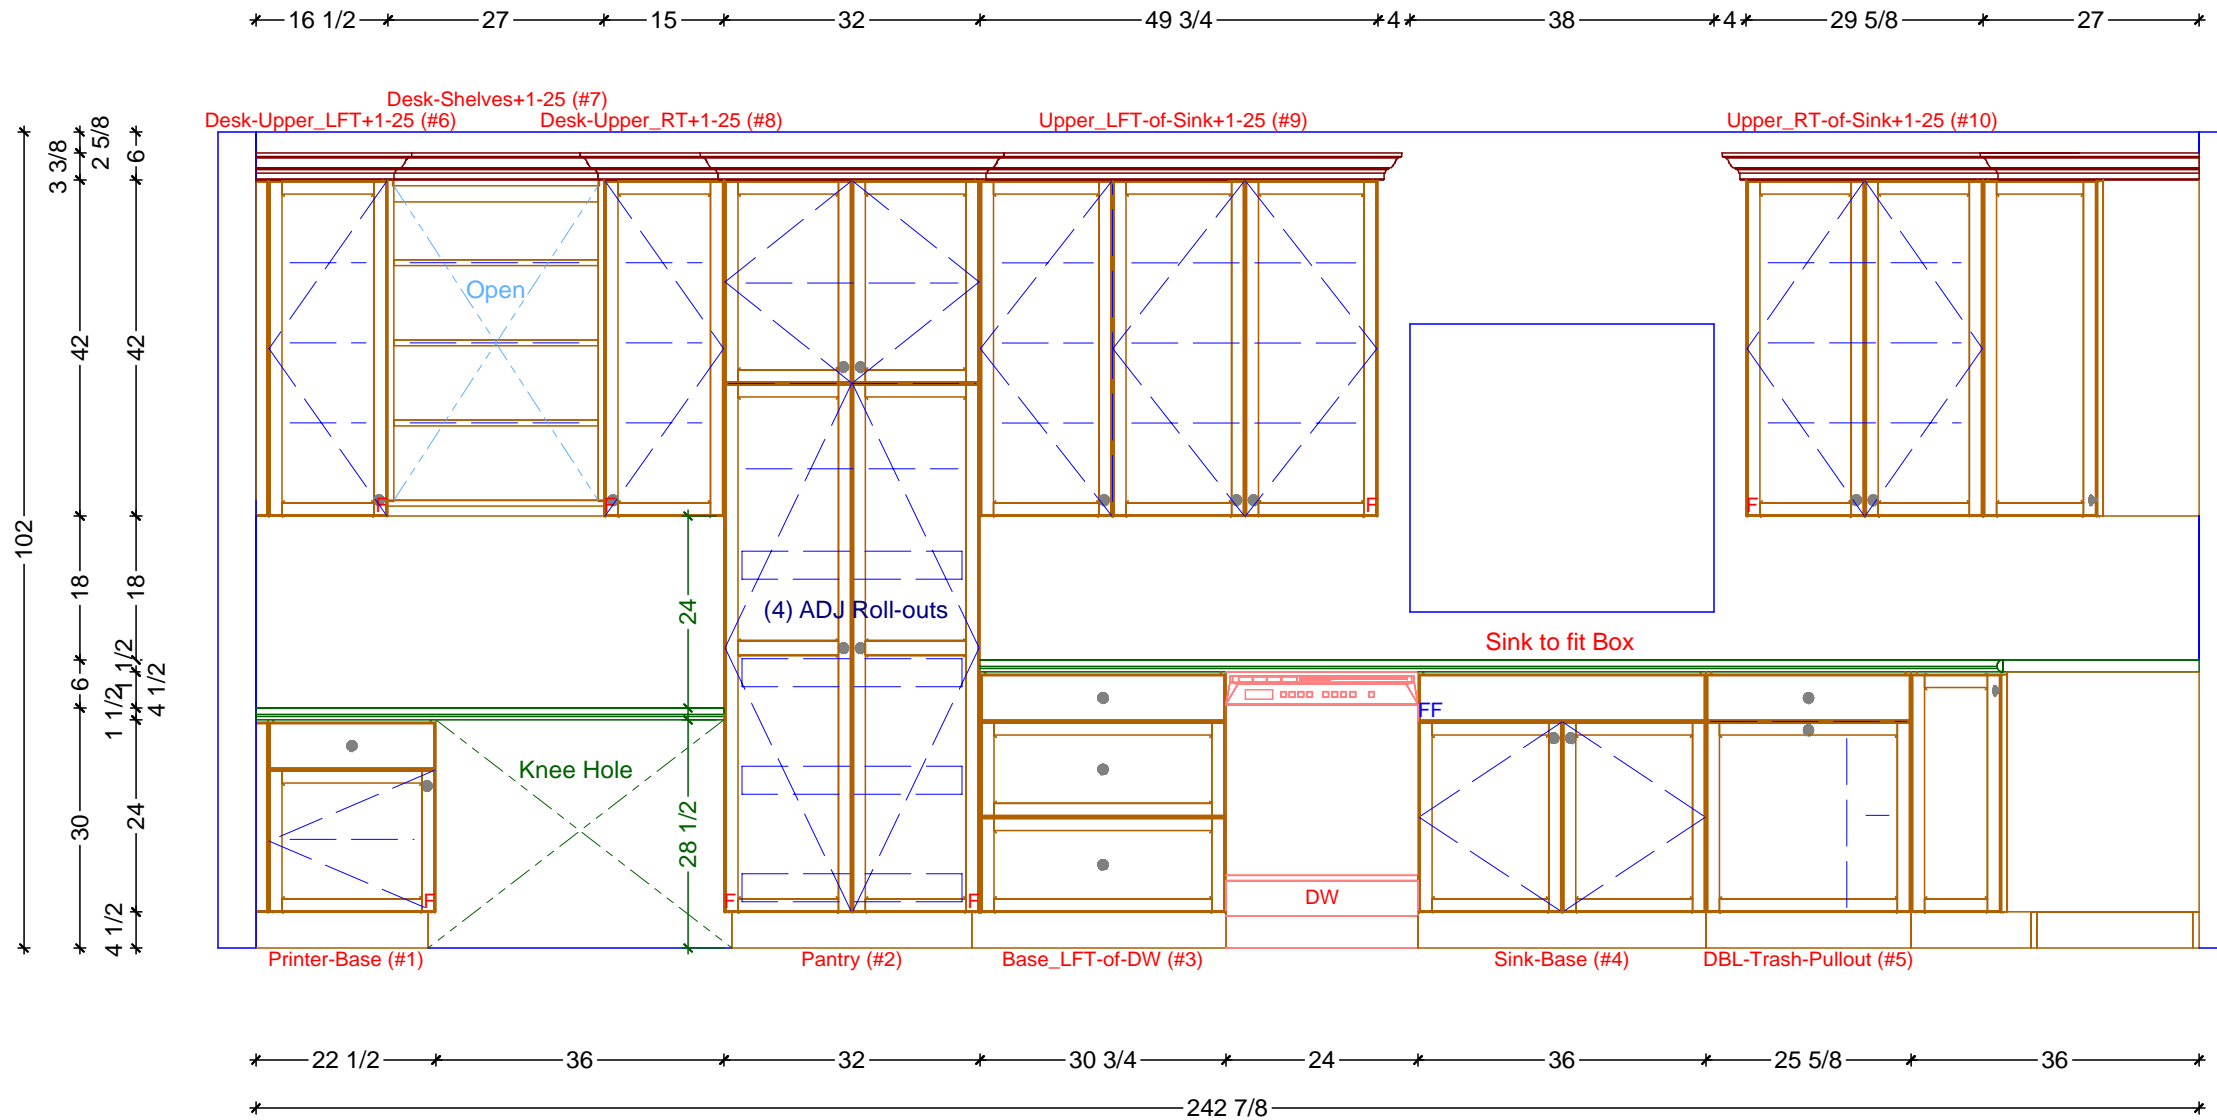 16 1/2 27 15 32 49 3/4 4 38 4 29 5/8 27
Desk-Shelves+1-25 (#7)
Desk-Upper_LFT+1-25 (#6) Desk-Upper_RT+1-25 (#8) Upper_LFT-of-Sink+1-25 (#9) Upper_RT-of-Sink+1-25 (#10)
3 3/8 2 5/8 6
Open
42 42
F F F F
102
18 18 24
(4) ADJ Roll-outs
Sink to fit Box
6 1 1/2 1 1/2 4 1/2
FF
Knee Hole
30 24 28 1/2
F F F DW
4 1/2
Printer-Base (#1) Pantry (#2) Base_LFT-of-DW (#3) Sink-Base (#4) DBL-Trash-Pullout (#5)
22 1/2 36 32 30 3/4 24 36 25 5/8 36
242 7/8